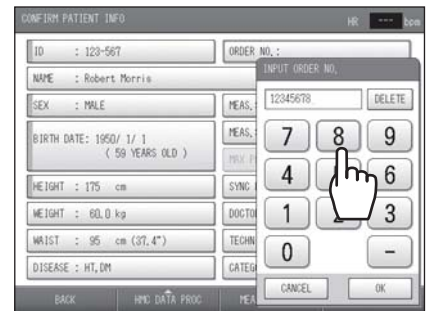 CONFIRM PATIENT INFO HR --- bpm
ID : 123-567
ORDER NO. :
NAME : Robert Morris
INPUT ORDER NO.
SEX : MALE
MEAS.
12345678 DELETE
BIRTH DATE: 1950/ 1/ 1
( 59 YEARS OLD )
MEAS.
7 8 9
HEIGHT : 175 cm
SYNC
4 6
WEIGHT : 60.0 kg
1 3
WAIST : 95 cm (37.4")
TECHN
0 -
DISEASE : HT, DM
CATEG
CANCEL OK
BACK HMC DATA PROC MEA